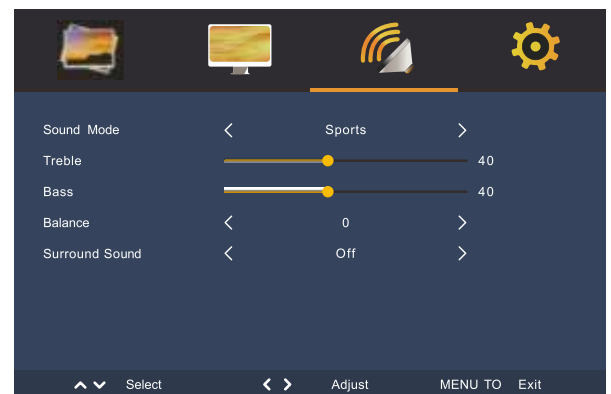 Sound Mode < Sports >
Treble 40
Bass 40
Balance < 0 >
Surround Sound < Off >
Select Adjust MENU TO Exit